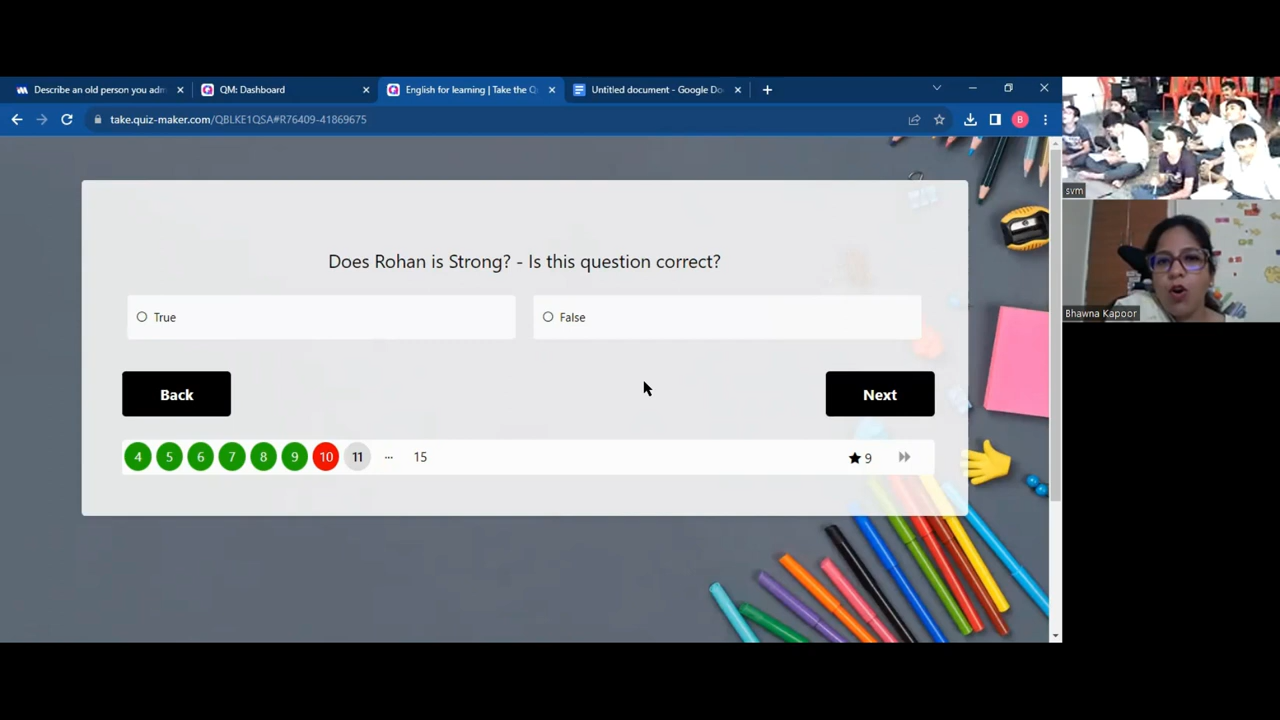 Describe an old person you adm
QM: Dashboard
English for learning | Take the Q
Untitled document - Google Do
take.quiz-maker.com/QBLKE1QSA#R76409-41869675
B
Does Rohan is Strong? - Is this question correct?
True
False
Back
Next
4 5 6 7 8 9 10 11 ... 15
9
svm
Bhawna Kapoor